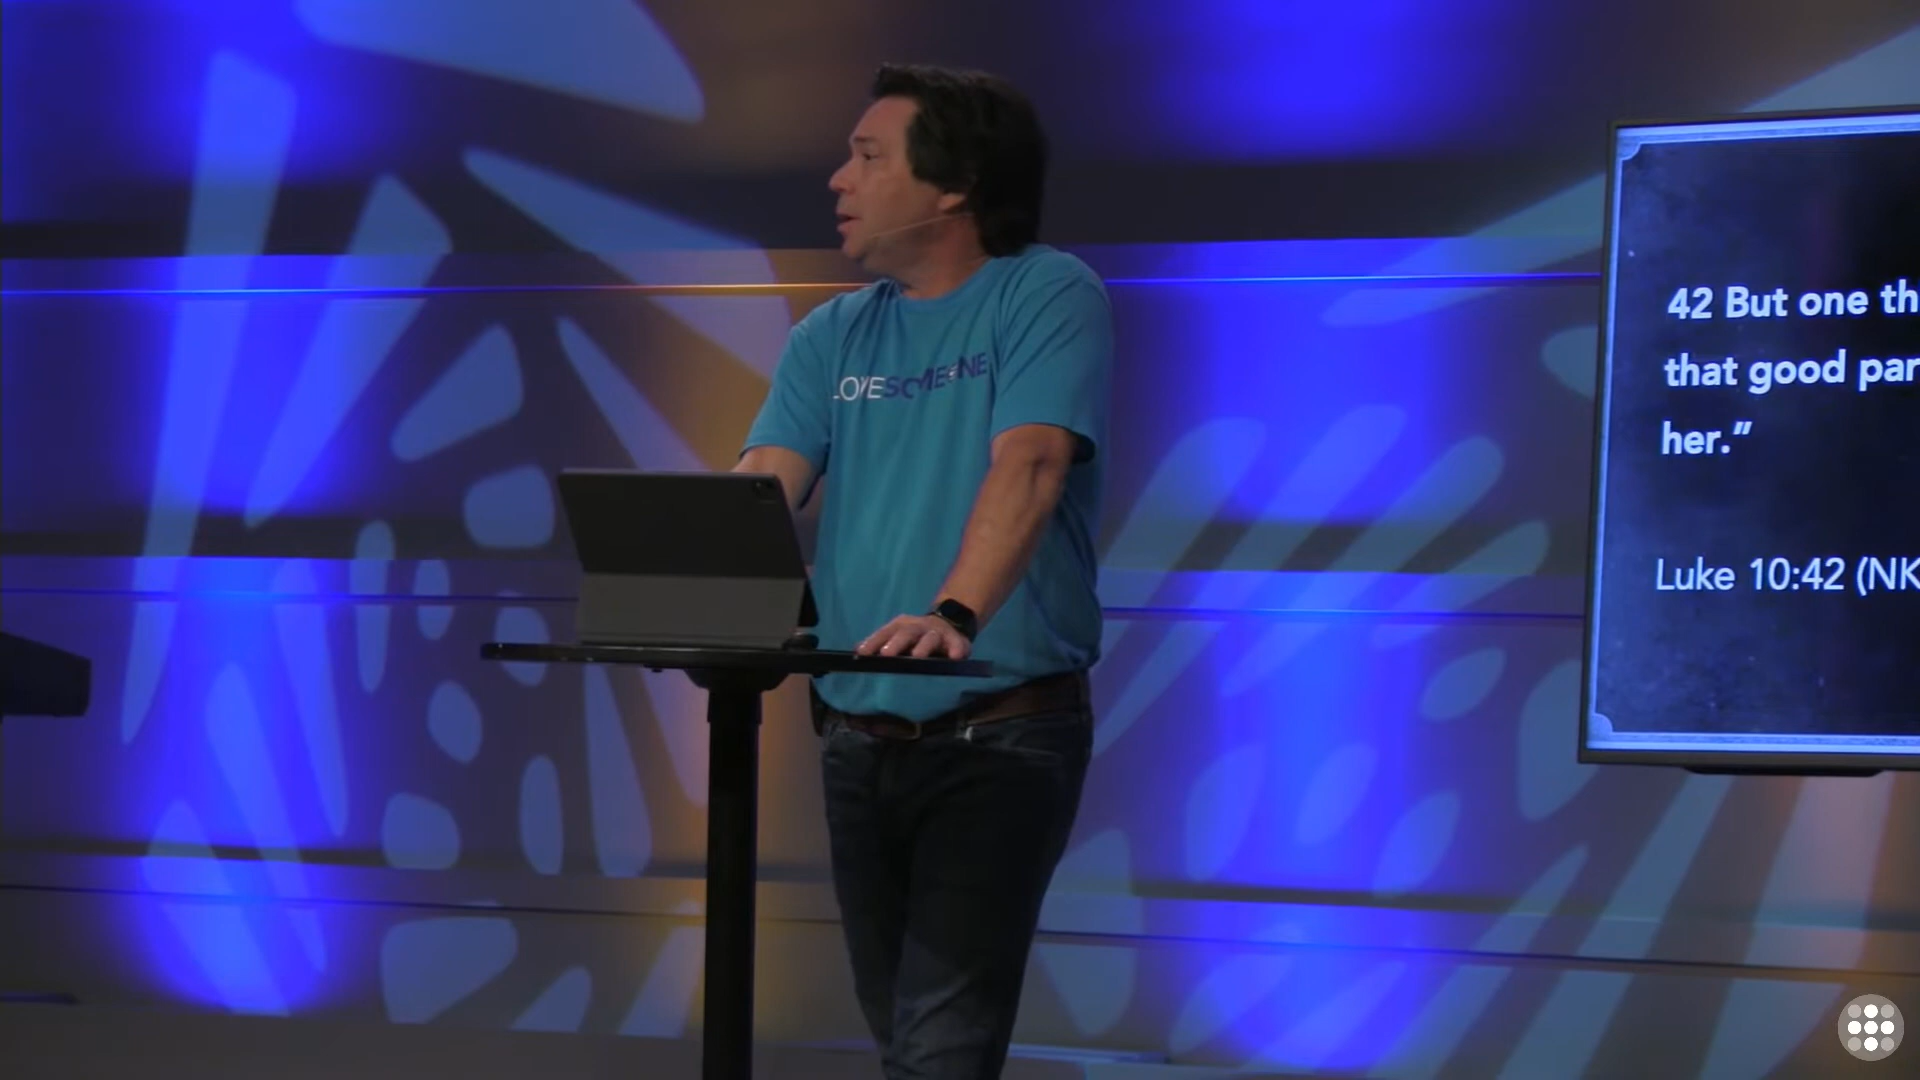 LOVESOMEONE
42 But one th
that good par
her.”
Luke 10:42 (NK